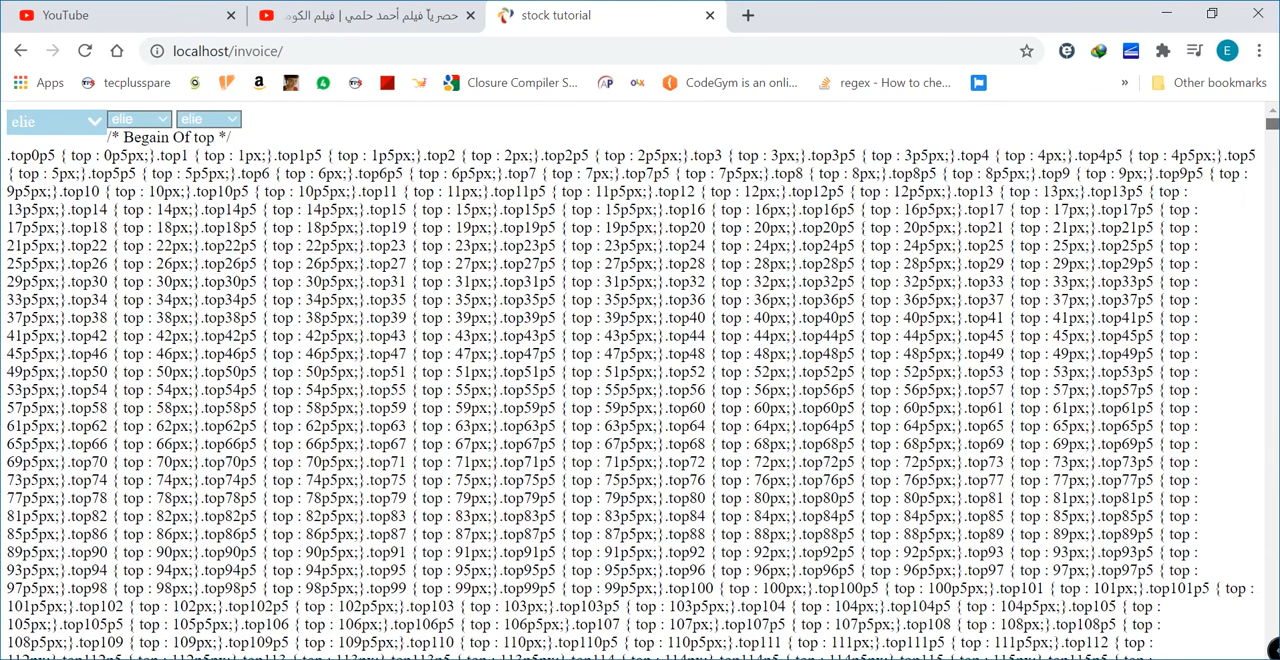 YouTube
حصرياً فيلم أحمد حلمي | فيلم الكوم
stock tutorial
localhost/invoice/
E
Apps
tecplusspare
Closure Compiler S...
CodeGym is an onli...
regex - How to che...
»
Other bookmarks
elie
elie
elie
/* Begain Of top */
.top0p5 { top : 0p5px;}.top1 { top : 1px;}.top1p5 { top : 1p5px;}.top2 { top : 2px;}.top2p5 { top : 2p5px;}.top3 { top : 3px;}.top3p5 { top : 3p5px;}.top4 { top : 4px;}.top4p5 { top : 4p5px;}.top5
{ top : 5px;}.top5p5 { top : 5p5px;}.top6 { top : 6px;}.top6p5 { top : 6p5px;}.top7 { top : 7px;}.top7p5 { top : 7p5px;}.top8 { top : 8px;}.top8p5 { top : 8p5px;}.top9 { top : 9px;}.top9p5 { top :
9p5px;}.top10 { top : 10px;}.top10p5 { top : 10p5px;}.top11 { top : 11px;}.top11p5 { top : 11p5px;}.top12 { top : 12px;}.top12p5 { top : 12p5px;}.top13 { top : 13px;}.top13p5 { top :
13p5px;}.top14 { top : 14px;}.top14p5 { top : 14p5px;}.top15 { top : 15px;}.top15p5 { top : 15p5px;}.top16 { top : 16px;}.top16p5 { top : 16p5px;}.top17 { top : 17px;}.top17p5 { top :
17p5px;}.top18 { top : 18px;}.top18p5 { top : 18p5px;}.top19 { top : 19px;}.top19p5 { top : 19p5px;}.top20 { top : 20px;}.top20p5 { top : 20p5px;}.top21 { top : 21px;}.top21p5 { top :
21p5px;}.top22 { top : 22px;}.top22p5 { top : 22p5px;}.top23 { top : 23px;}.top23p5 { top : 23p5px;}.top24 { top : 24px;}.top24p5 { top : 24p5px;}.top25 { top : 25px;}.top25p5 { top :
25p5px;}.top26 { top : 26px;}.top26p5 { top : 26p5px;}.top27 { top : 27px;}.top27p5 { top : 27p5px;}.top28 { top : 28px;}.top28p5 { top : 28p5px;}.top29 { top : 29px;}.top29p5 { top :
29p5px;}.top30 { top : 30px;}.top30p5 { top : 30p5px;}.top31 { top : 31px;}.top31p5 { top : 31p5px;}.top32 { top : 32px;}.top32p5 { top : 32p5px;}.top33 { top : 33px;}.top33p5 { top :
33p5px;}.top34 { top : 34px;}.top34p5 { top : 34p5px;}.top35 { top : 35px;}.top35p5 { top : 35p5px;}.top36 { top : 36px;}.top36p5 { top : 36p5px;}.top37 { top : 37px;}.top37p5 { top :
37p5px;}.top38 { top : 38px;}.top38p5 { top : 38p5px;}.top39 { top : 39px;}.top39p5 { top : 39p5px;}.top40 { top : 40px;}.top40p5 { top : 40p5px;}.top41 { top : 41px;}.top41p5 { top :
41p5px;}.top42 { top : 42px;}.top42p5 { top : 42p5px;}.top43 { top : 43px;}.top43p5 { top : 43p5px;}.top44 { top : 44px;}.top44p5 { top : 44p5px;}.top45 { top : 45px;}.top45p5 { top :
45p5px;}.top46 { top : 46px;}.top46p5 { top : 46p5px;}.top47 { top : 47px;}.top47p5 { top : 47p5px;}.top48 { top : 48px;}.top48p5 { top : 48p5px;}.top49 { top : 49px;}.top49p5 { top :
49p5px;}.top50 { top : 50px;}.top50p5 { top : 50p5px;}.top51 { top : 51px;}.top51p5 { top : 51p5px;}.top52 { top : 52px;}.top52p5 { top : 52p5px;}.top53 { top : 53px;}.top53p5 { top :
53p5px;}.top54 { top : 54px;}.top54p5 { top : 54p5px;}.top55 { top : 55px;}.top55p5 { top : 55p5px;}.top56 { top : 56px;}.top56p5 { top : 56p5px;}.top57 { top : 57px;}.top57p5 { top :
57p5px;}.top58 { top : 58px;}.top58p5 { top : 58p5px;}.top59 { top : 59px;}.top59p5 { top : 59p5px;}.top60 { top : 60px;}.top60p5 { top : 60p5px;}.top61 { top : 61px;}.top61p5 { top :
61p5px;}.top62 { top : 62px;}.top62p5 { top : 62p5px;}.top63 { top : 63px;}.top63p5 { top : 63p5px;}.top64 { top : 64px;}.top64p5 { top : 64p5px;}.top65 { top : 65px;}.top65p5 { top :
65p5px;}.top66 { top : 66px;}.top66p5 { top : 66p5px;}.top67 { top : 67px;}.top67p5 { top : 67p5px;}.top68 { top : 68px;}.top68p5 { top : 68p5px;}.top69 { top : 69px;}.top69p5 { top :
69p5px;}.top70 { top : 70px;}.top70p5 { top : 70p5px;}.top71 { top : 71px;}.top71p5 { top : 71p5px;}.top72 { top : 72px;}.top72p5 { top : 72p5px;}.top73 { top : 73px;}.top73p5 { top :
73p5px;}.top74 { top : 74px;}.top74p5 { top : 74p5px;}.top75 { top : 75px;}.top75p5 { top : 75p5px;}.top76 { top : 76px;}.top76p5 { top : 76p5px;}.top77 { top : 77px;}.top77p5 { top :
77p5px;}.top78 { top : 78px;}.top78p5 { top : 78p5px;}.top79 { top : 79px;}.top79p5 { top : 79p5px;}.top80 { top : 80px;}.top80p5 { top : 80p5px;}.top81 { top : 81px;}.top81p5 { top :
81p5px;}.top82 { top : 82px;}.top82p5 { top : 82p5px;}.top83 { top : 83px;}.top83p5 { top : 83p5px;}.top84 { top : 84px;}.top84p5 { top : 84p5px;}.top85 { top : 85px;}.top85p5 { top :
85p5px;}.top86 { top : 86px;}.top86p5 { top : 86p5px;}.top87 { top : 87px;}.top87p5 { top : 87p5px;}.top88 { top : 88px;}.top88p5 { top : 88p5px;}.top89 { top : 89px;}.top89p5 { top :
89p5px;}.top90 { top : 90px;}.top90p5 { top : 90p5px;}.top91 { top : 91px;}.top91p5 { top : 91p5px;}.top92 { top : 92px;}.top92p5 { top : 92p5px;}.top93 { top : 93px;}.top93p5 { top :
93p5px;}.top94 { top : 94px;}.top94p5 { top : 94p5px;}.top95 { top : 95px;}.top95p5 { top : 95p5px;}.top96 { top : 96px;}.top96p5 { top : 96p5px;}.top97 { top : 97px;}.top97p5 { top :
97p5px;}.top98 { top : 98px;}.top98p5 { top : 98p5px;}.top99 { top : 99px;}.top99p5 { top : 99p5px;}.top100 { top : 100px;}.top100p5 { top : 100p5px;}.top101 { top : 101px;}.top101p5 { top :
101p5px;}.top102 { top : 102px;}.top102p5 { top : 102p5px;}.top103 { top : 103px;}.top103p5 { top : 103p5px;}.top104 { top : 104px;}.top104p5 { top : 104p5px;}.top105 { top :
105px;}.top105p5 { top : 105p5px;}.top106 { top : 106px;}.top106p5 { top : 106p5px;}.top107 { top : 107px;}.top107p5 { top : 107p5px;}.top108 { top : 108px;}.top108p5 { top :
108p5px;}.top109 { top : 109px;}.top109p5 { top : 109p5px;}.top110 { top : 110px;}.top110p5 { top : 110p5px;}.top111 { top : 111px;}.top111p5 { top : 111p5px;}.top112 { top :